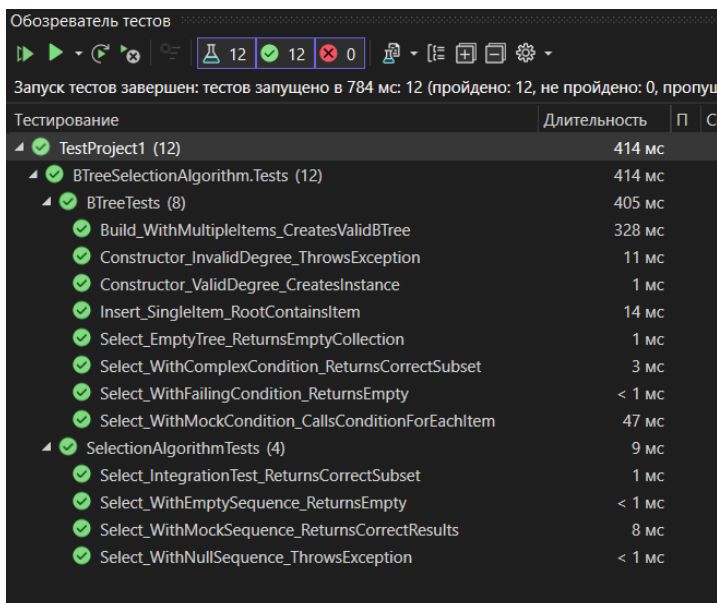 Обозреватель тестов
12 12 0
Запуск тестов завершен: тестов запущено в 784 мс: 12 (пройдено: 12, не пройдено: 0,
Тестирование Длительность П С
TestProject1 (12) 414 мс
BTreeSelectionAlgorithm.Tests (12) 414 мс
BTreeTests (8) 405 мс
Build_WithMultipleItems_CreatesValidBTree 328 мс
Constructor_InvalidDegree_ThrowsException 11 мс
Constructor_ValidDegree_CreatesInstance 1 мс
Insert_SingleItem_RootContainsItem 14 мс
Select_EmptyTree_ReturnsEmptyCollection 1 мс
Select_WithComplexCondition_ReturnsCorrectSubset 3 мс
Select_WithFailingCondition_ReturnsEmpty < 1 мс
Select_WithMockCondition_CallsConditionForEachItem 47 мс
SelectionAlgorithmTests (4) 9 мс
Select_IntegrationTest_ReturnsCorrectSubset 1 мс
Select_WithEmptySequence_ReturnsEmpty < 1 мс
Select_WithMockSequence_ReturnsCorrectResults 8 мс
Select_WithNullSequence_ThrowsException < 1 мс